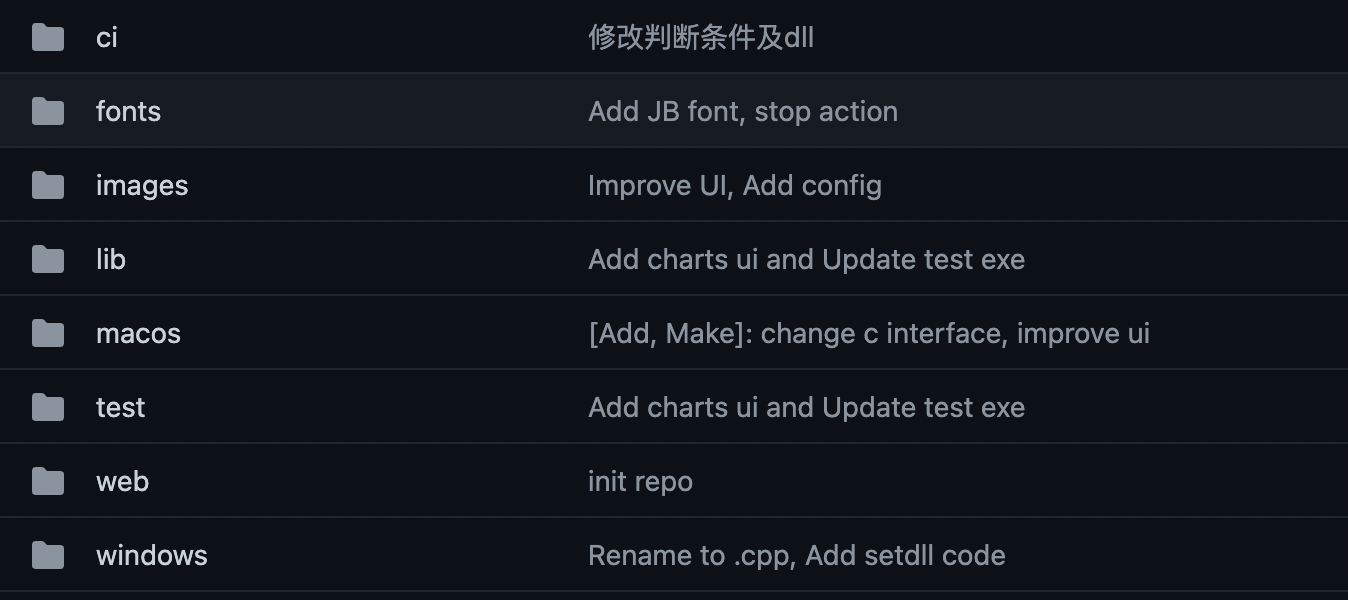 ci 修改判断条件及dll
fonts Add JB font, stop action
images Improve UI, Add config
lib Add charts ui and Update test exe
macos [Add, Make]: change c interface, improve ui
test Add charts ui and Update test exe
web init repo
windows Rename to .cpp, Add setdll code